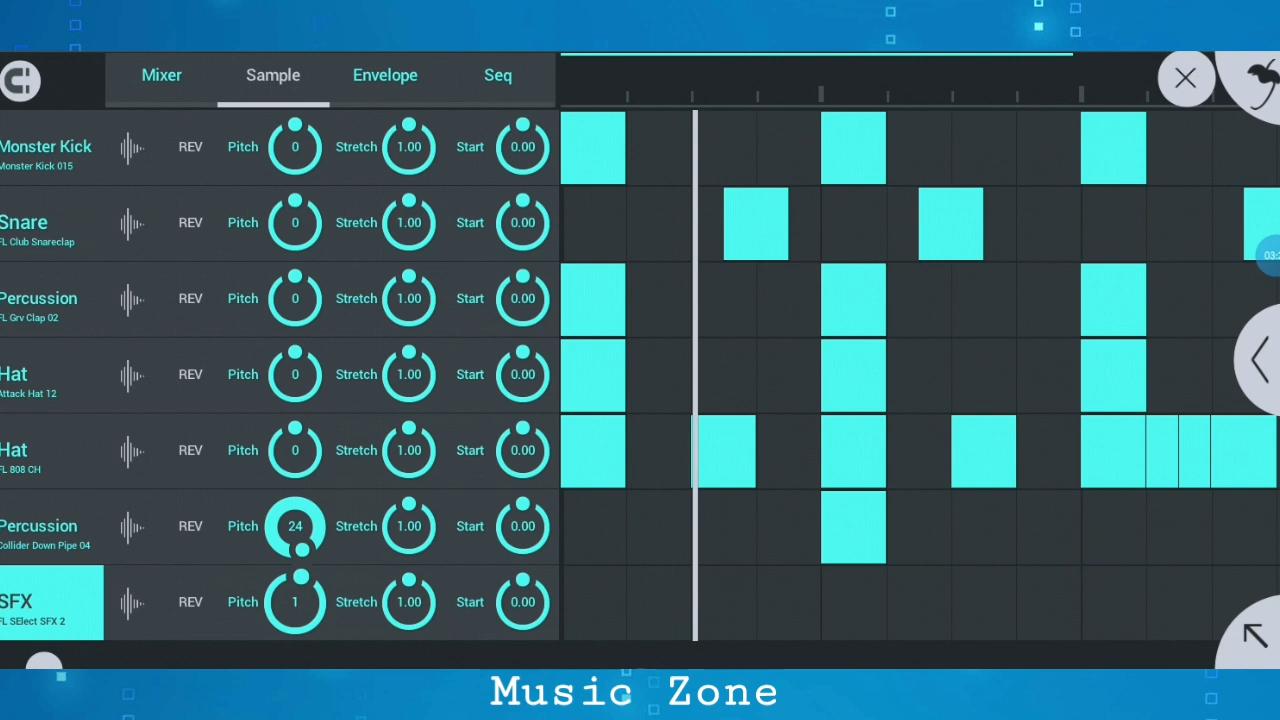 Mixer Sample Envelope Seq
Monster Kick
Monster Kick 015
REV Pitch 0 Stretch 1.00 Start 0.00
Snare
FL Club Snareclap
REV Pitch 0 Stretch 1.00 Start 0.00
Percussion
FL Grv Clap 02
REV Pitch 0 Stretch 1.00 Start 0.00
Hat
Attack Hat 12
REV Pitch 0 Stretch 1.00 Start 0.00
Hat
FL 808 CH
REV Pitch 0 Stretch 1.00 Start 0.00
Percussion
Collider Down Pipe 04
REV Pitch 24 Stretch 1.00 Start 0.00
SFX
FL SElect SFX 2
REV Pitch 1 Stretch 1.00 Start 0.00
Music Zone